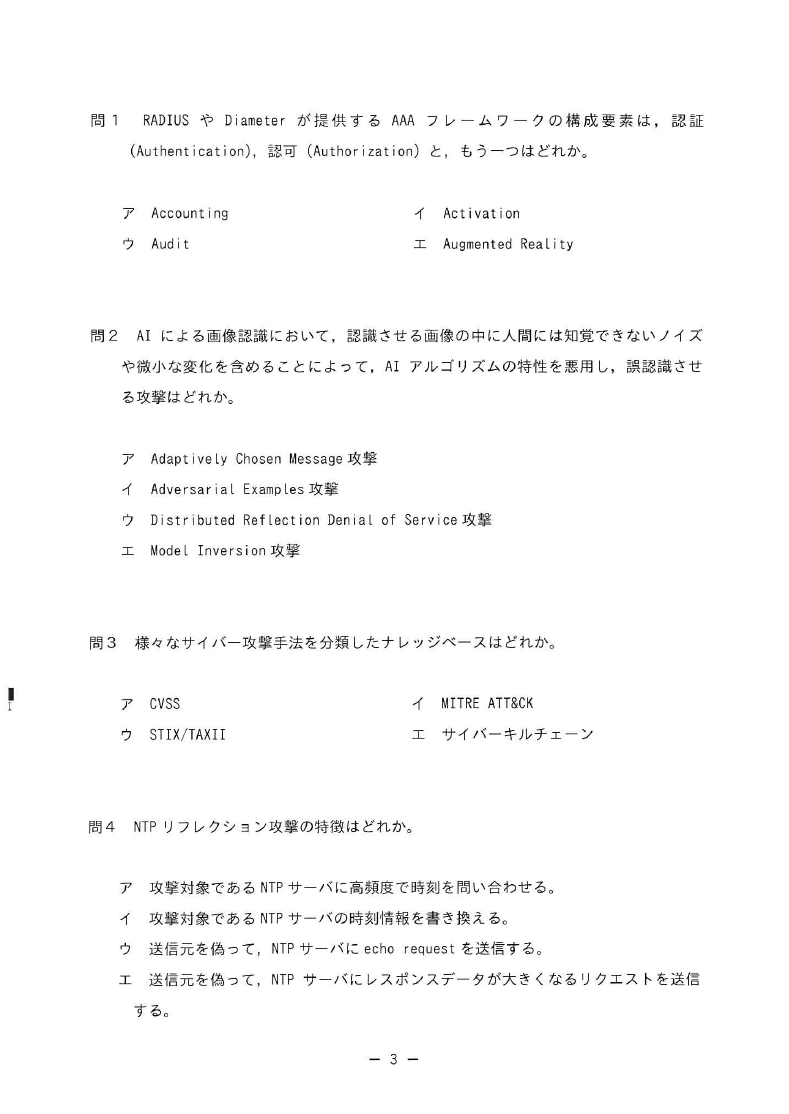 問1 RADIUS や Diameter が提供する AAA フレームワークの構成要素は，認証
(Authentication)，認可 (Authorization) と，もう一つはどれか。
ア Accounting イ Activation
ウ Audit エ Augmented Reality
問2 AI による画像認識において，認識させる画像の中に人間には知覚できないノイズ
や微小な変化を含めることによって，AI アルゴリズムの特性を悪用し，誤認識させ
る攻撃はどれか。
ア Adaptively Chosen Message 攻撃
イ Adversarial Examples 攻撃
ウ Distributed Reflection Denial of Service 攻撃
エ Model Inversion 攻撃
問3 様々なサイバー攻撃手法を分類したナレッジベースはどれか。
ア CVSS イ MITRE ATT&CK
ウ STIX/TAXII エ サイバーキルチェーン
問4 NTP リフレクション攻撃の特徴はどれか。
ア 攻撃対象である NTP サーバに高頻度で時刻を問い合わせる。
イ 攻撃対象である NTP サーバの時刻情報を書き換える。
ウ 送信元を偽って，NTP サーバに echo request を送信する。
エ 送信元を偽って，NTP サーバにレスポンスデータが大きくなるリクエストを送信
する。
― 3 ―